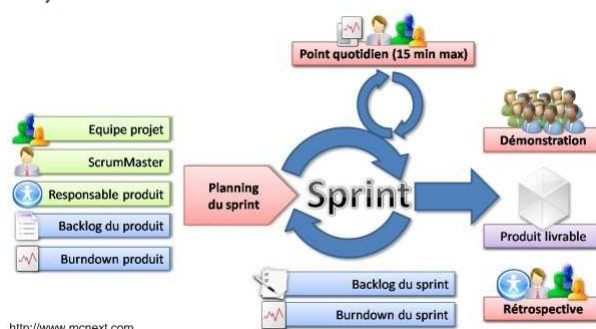 Point quotidien (15 min max)
Equipe projet
ScrumMaster
Responsable produit
Backlog du produit
Burndown produit
Planning
du sprint
Sprint
Démonstration
Produit livrable
Rétrospective
Backlog du sprint
Burndown du sprint
http://www.mcnext.com